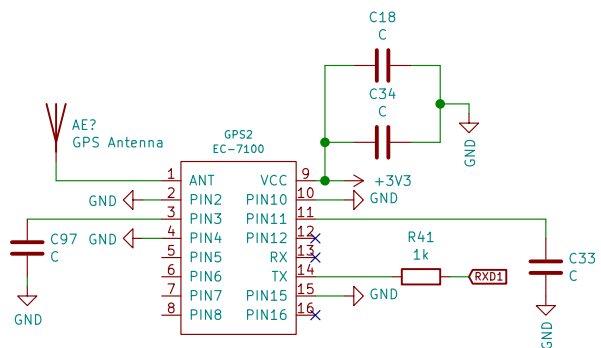 C18
C
C34
C
GND
AE?
GPS Antenna
GPS2
EC-7100
1 ANT VCC 9 +3V3
GND 2 PIN2 PIN10 10 GND
3 PIN3 PIN11 11
GND 4 PIN4 PIN12 12
5 PIN5 RX 13
6 PIN6 TX 14
7 PIN7 PIN15 15 GND
8 PIN8 PIN16 16
C97
C
GND
R41
1k
RXD1
C33
C
GND